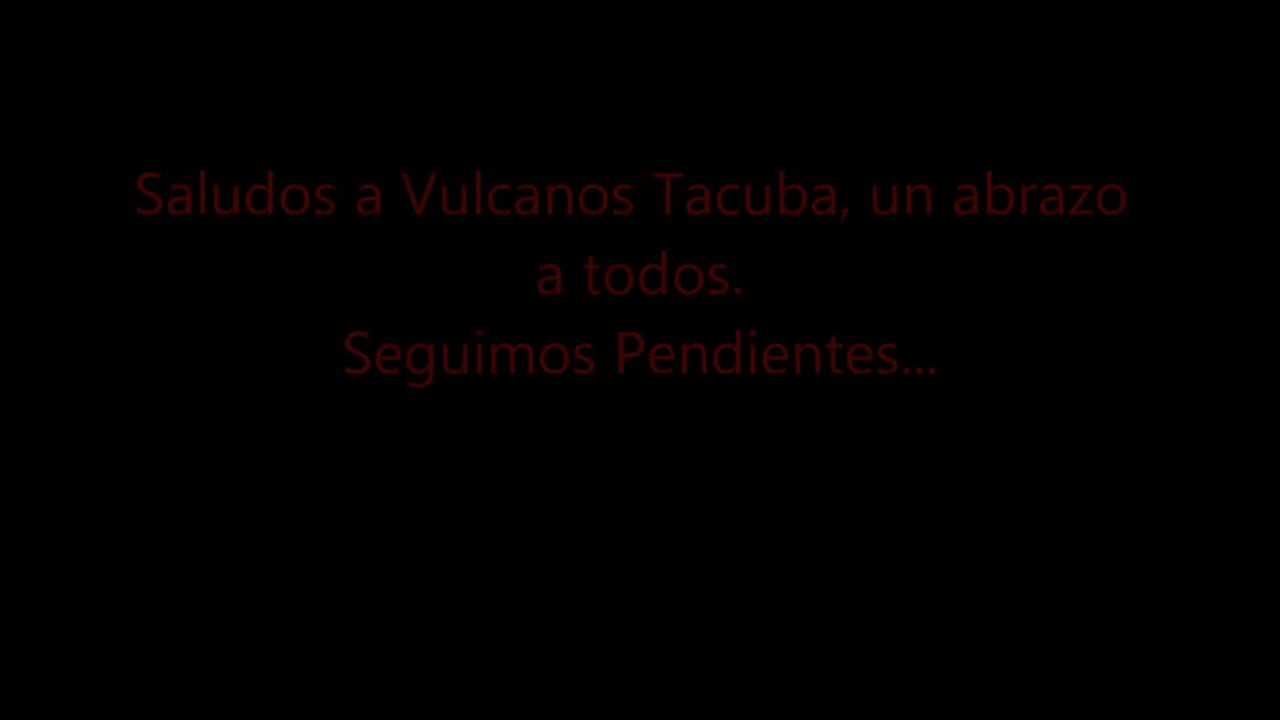 Saludos a Vulcanos Tacuba, un abrazo
a todos.
Seguimos Pendientes...